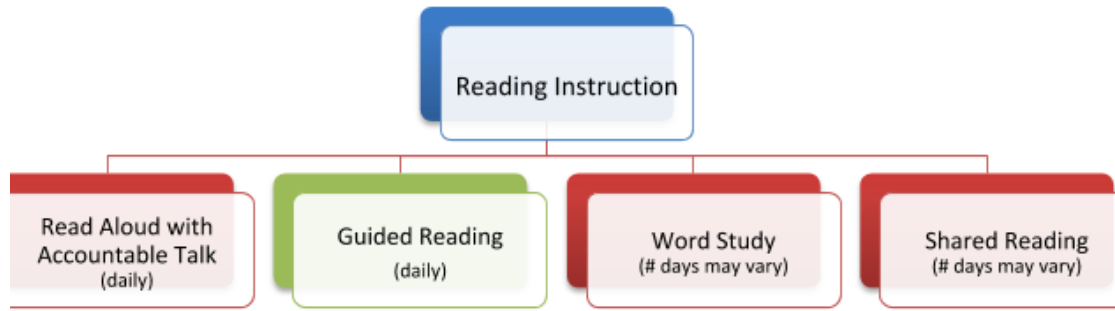 Reading Instruction
Read Aloud with
Accountable Talk
(daily)
Guided Reading
(daily)
Word Study
(# days may vary)
Shared Reading
(# days may vary)